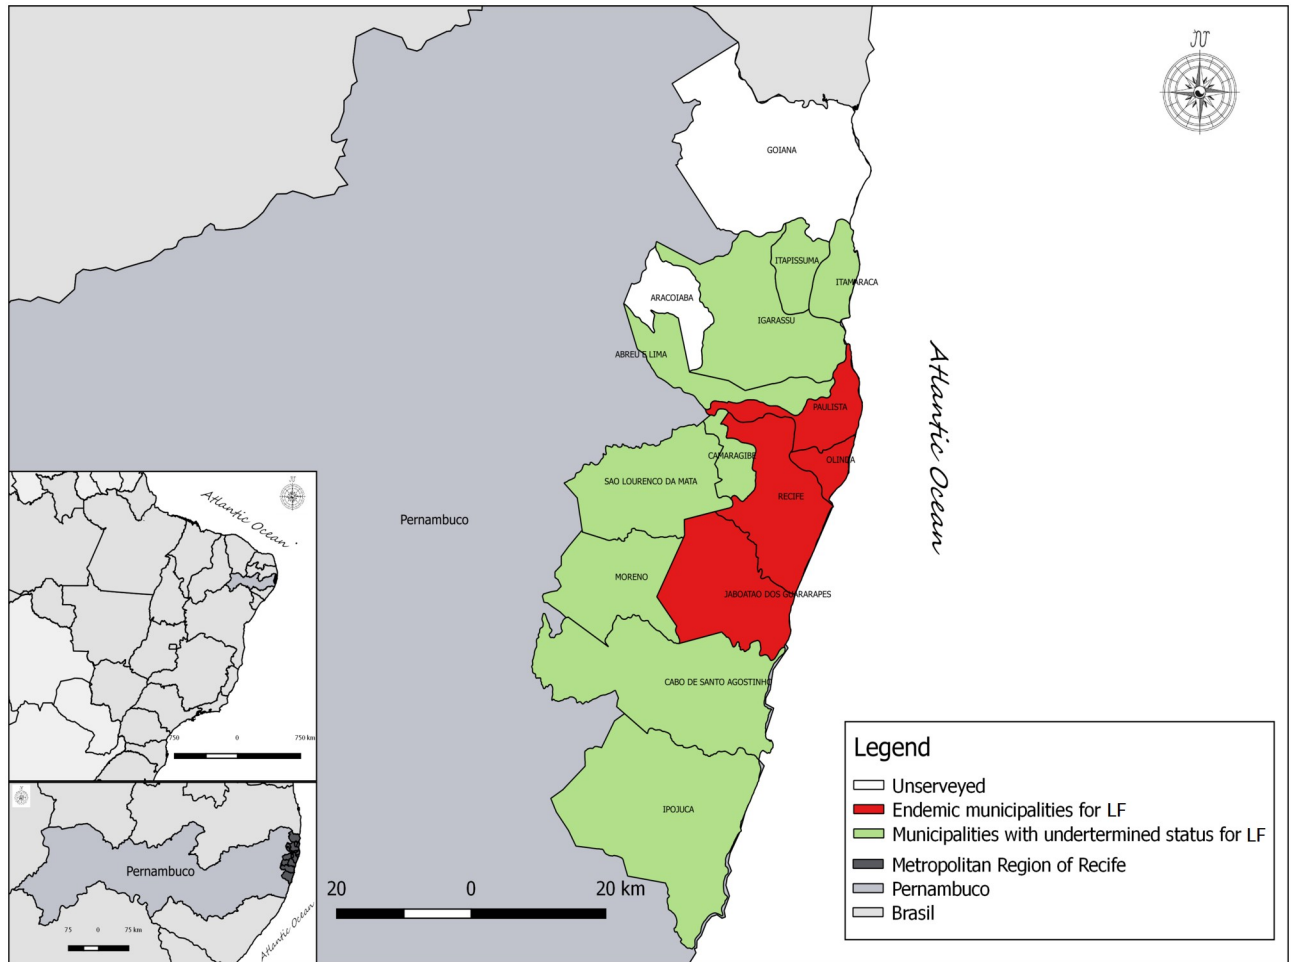 N
GOIANA
ITAPISSUMA
ITAMARACA
ARACOIABA
IGARASSU
ABREU E LIMA
PAULISTA
CAMARAGIBE
OLINDA
SAO LOURENCO DA MATA
RECIFE
Pernambuco
MORENO
JABOATAO DOS GUARARAPES
CABO DE SANTO AGOSTINHO
IPOJUCA
Atlantic Ocean
20 0 20 km
Atlantic Ocean
750 0 750 km
Pernambuco
75 0 75 km
Atlantic Ocean
Legend
Unserveyed
Endemic municipalities for LF
Municipalities with undertermined status for LF
Metropolitan Region of Recife
Pernambuco
Brasil